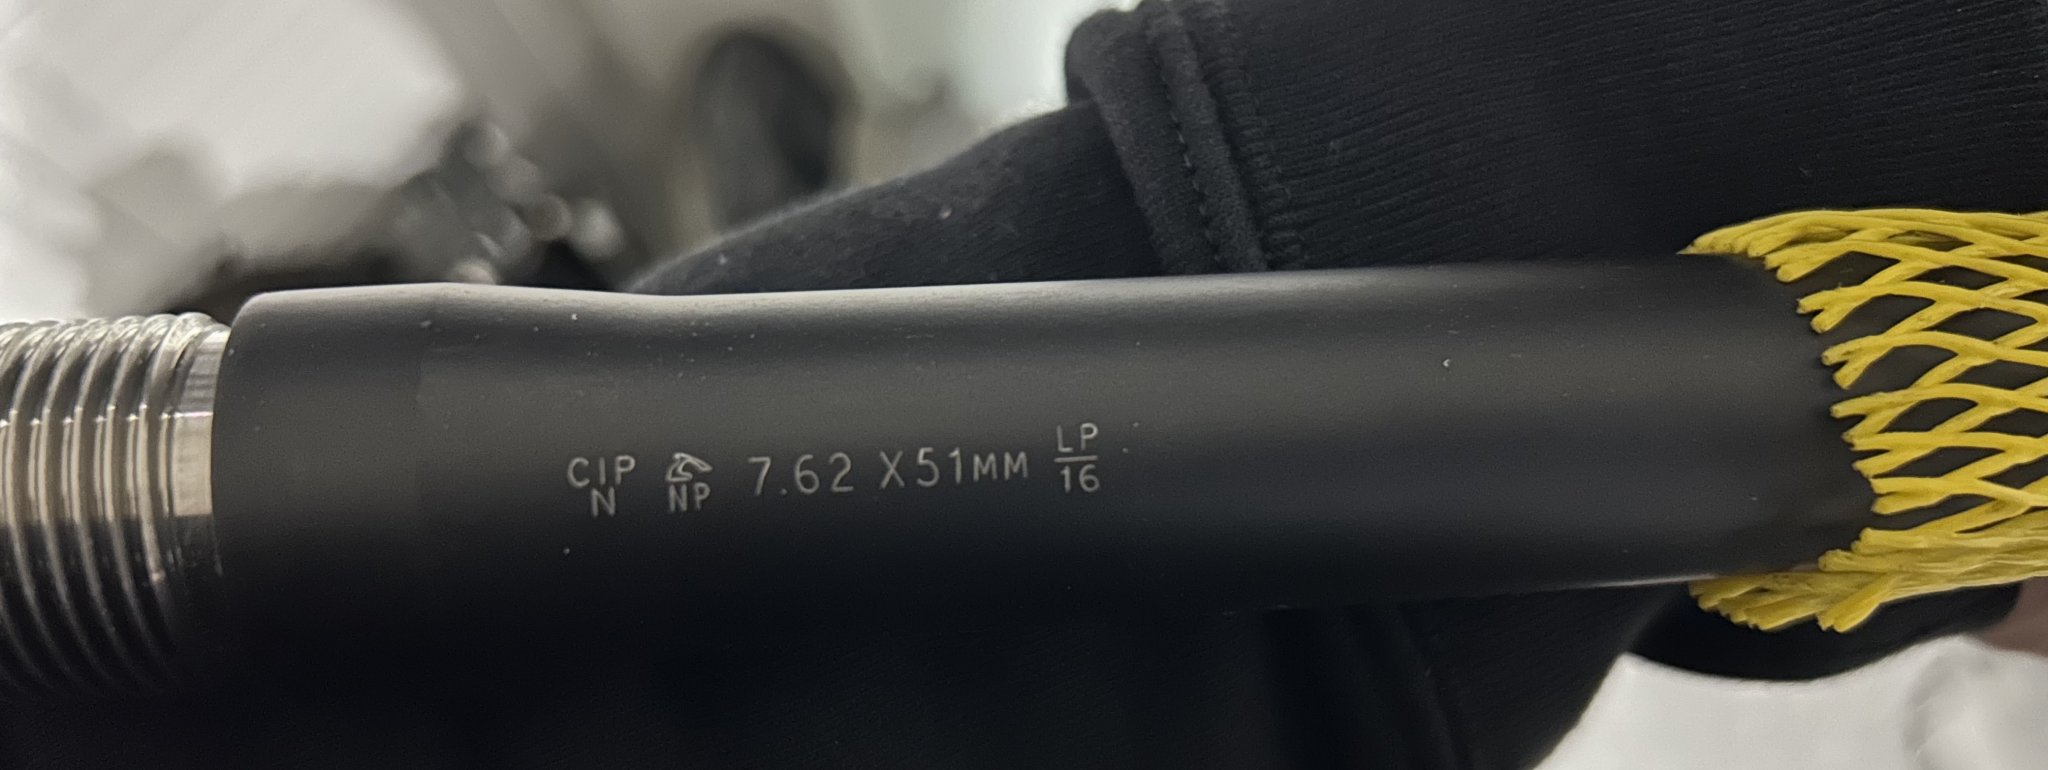 CIP N NP 7.62 X51MM LP/16